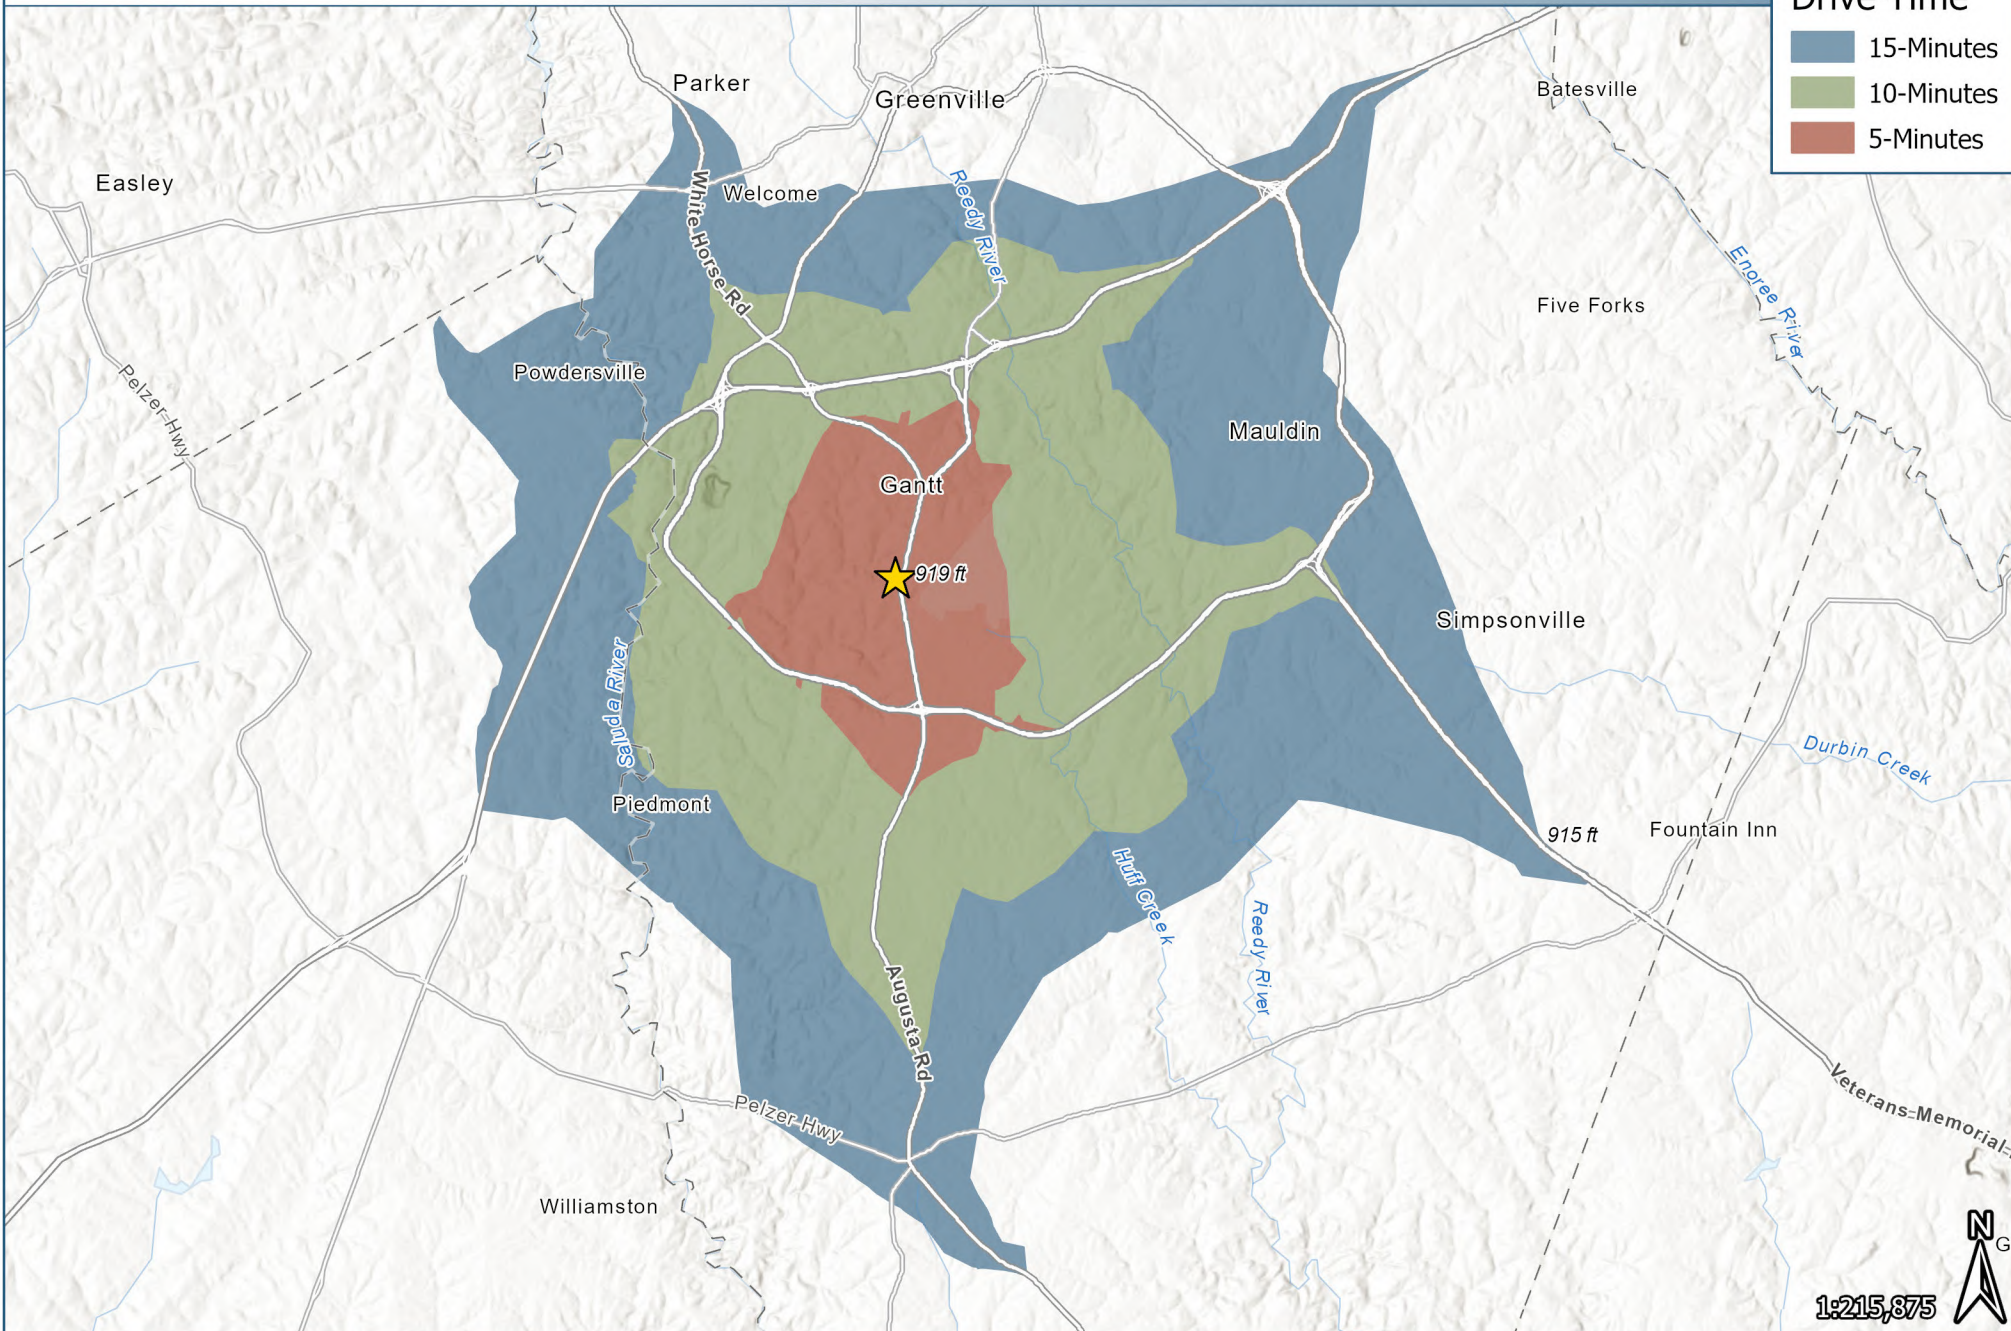 Drive Time
15-Minutes
10-Minutes
5-Minutes
Parker
Greenville
Batesville
Easley
Welcome
White Horse Rd
Reedy River
Enoree River
Five Forks
Powdersville
Pelzer Hwy
Mauldin
Gantt
919 ft
Simpsonville
Saluda River
Durbin Creek
Piedmont
915 ft
Fountain Inn
Huff Creek
Reedy River
Augusta Rd
Pelzer Hwy
Veterans Memorial
Williamston
N
G
1:215,875